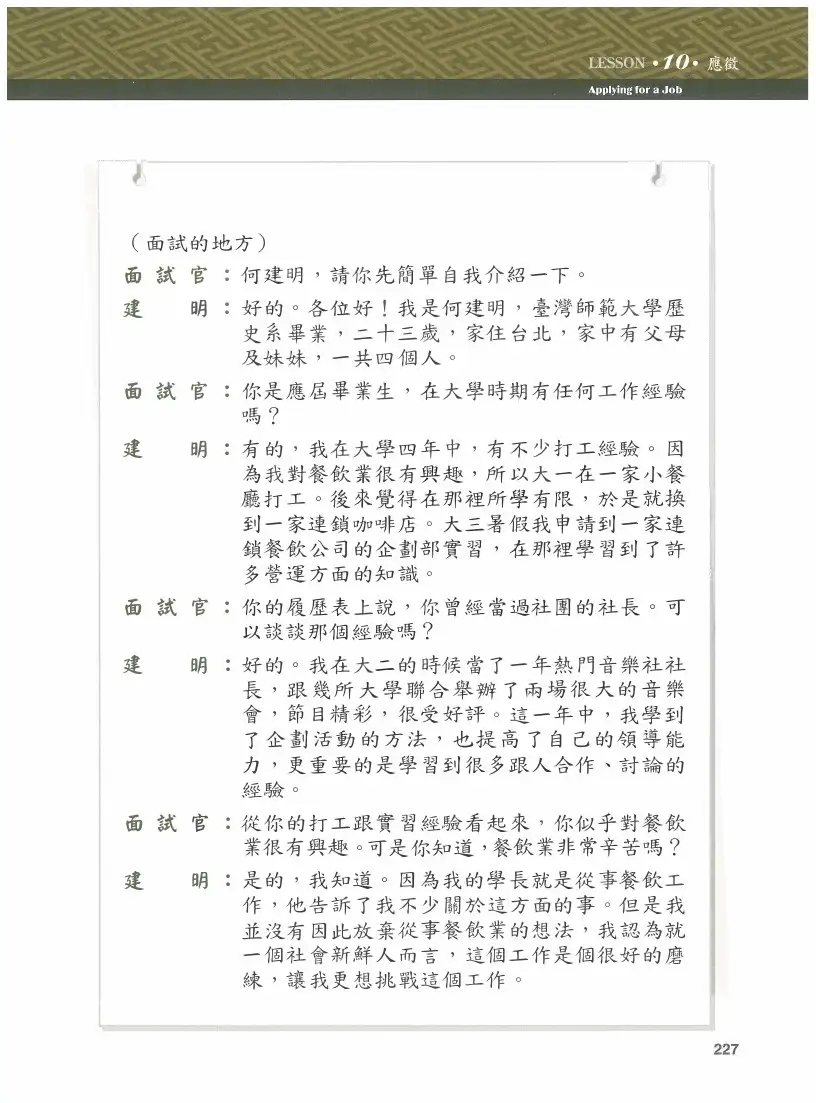 LESSON •10• 應徵
Applying for a Job
（面試的地方）
面試官：何建明，請你先簡單自我介紹一下。
建　明：好的。各位好！我是何建明，臺灣師範大學歷
史系畢業，二十三歲，家住台北，家中有父母
及妹妹，一共四個人。
面試官：你是應屆畢業生，在大學時期有任何工作經驗
嗎？
建　明：有的，我在大學四年中，有不少打工經驗。因
為我對餐飲業很有興趣，所以大一在一家小餐
廳打工。後來覺得在那裡所學有限，於是就換
到一家連鎖咖啡店。大三暑假我申請到一家連
鎖餐飲公司的企劃部實習，在那裡學習到了許
多營運方面的知識。
面試官：你的履歷表上說，你曾經當過社團的社長。可
以談談那個經驗嗎？
建　明：好的。我在大二的時候當了一年熱門音樂社社
長，跟幾所大學聯合舉辦了兩場很大的音樂
會，節目精彩，很受好評。這一年中，我學到
了企劃活動的方法，也提高了自己的領導能
力，更重要的是學習到很多跟人合作、討論的
經驗。
面試官：從你的打工跟實習經驗看起來，你似乎對餐飲
業很有興趣。可是你知道，餐飲業非常辛苦嗎？
建　明：是的，我知道。因為我的學長就是從事餐飲工
作，他告訴了我不少關於這方面的事。但是我
並沒有因此放棄從事餐飲業的想法，我認為就
一個社會新鮮人而言，這個工作是個很好的磨
練，讓我更想挑戰這個工作。
227